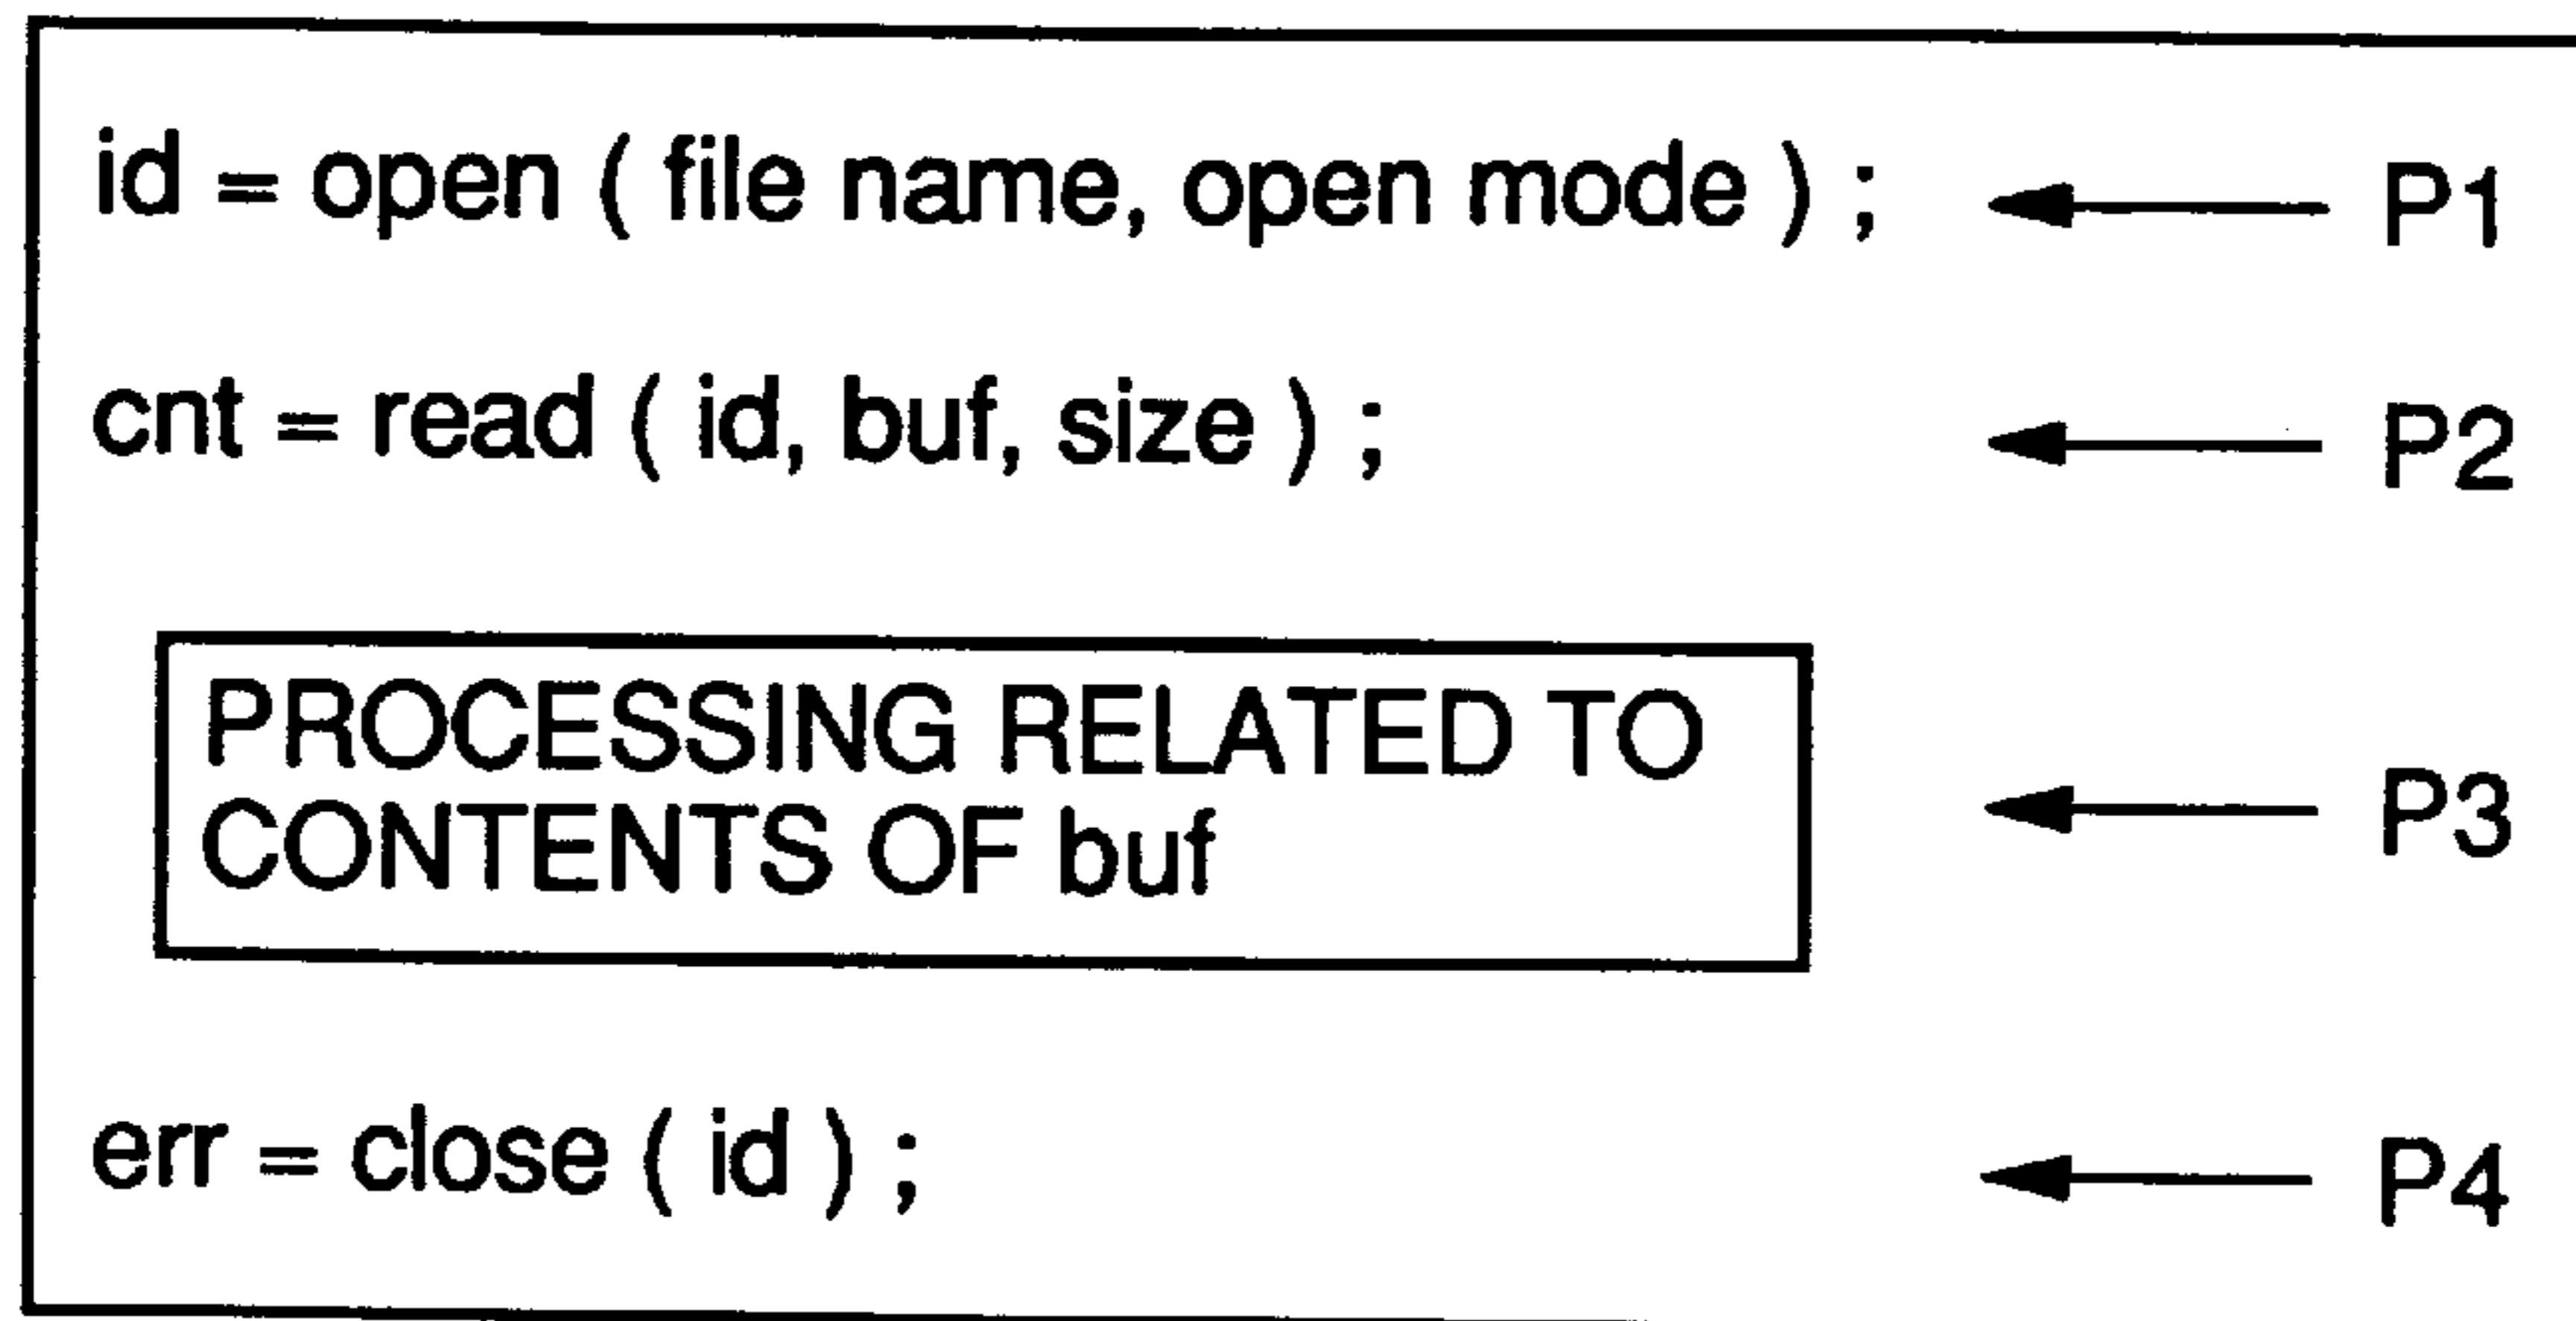 id = open ( file name, open mode ) ; P1
cnt = read ( id, buf, size ) ; P2
PROCESSING RELATED TO
CONTENTS OF buf P3
err = close ( id ) ; P4